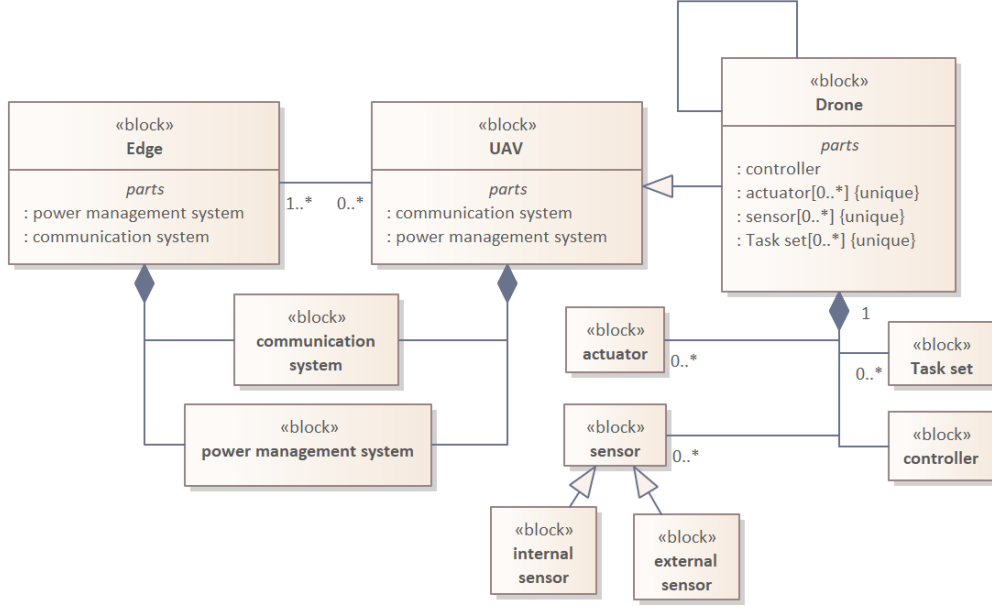 «block»
Edge
parts
: power management system
: communication system
1..*
0..*
«block»
UAV
parts
: communication system
: power management system
«block»
Drone
parts
: controller
: actuator[0..*] {unique}
: sensor[0..*] {unique}
: Task set[0..*] {unique}
1
«block»
communication
system
«block»
actuator
0..*
«block»
Task set
0..*
«block»
power management system
«block»
sensor
0..*
«block»
controller
«block»
internal
sensor
«block»
external
sensor